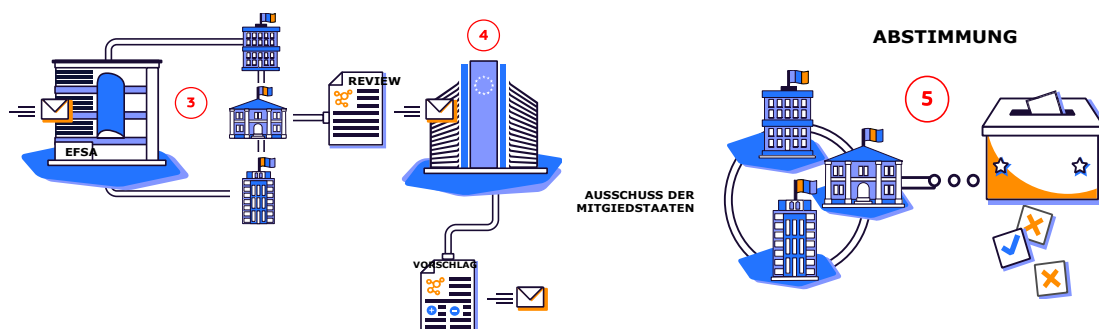 3
EFSA
REVIEW
4
VORSCHLAG
AUSSCHUSS DER
MITGIEDSTAATEN
ABSTIMMUNG
5